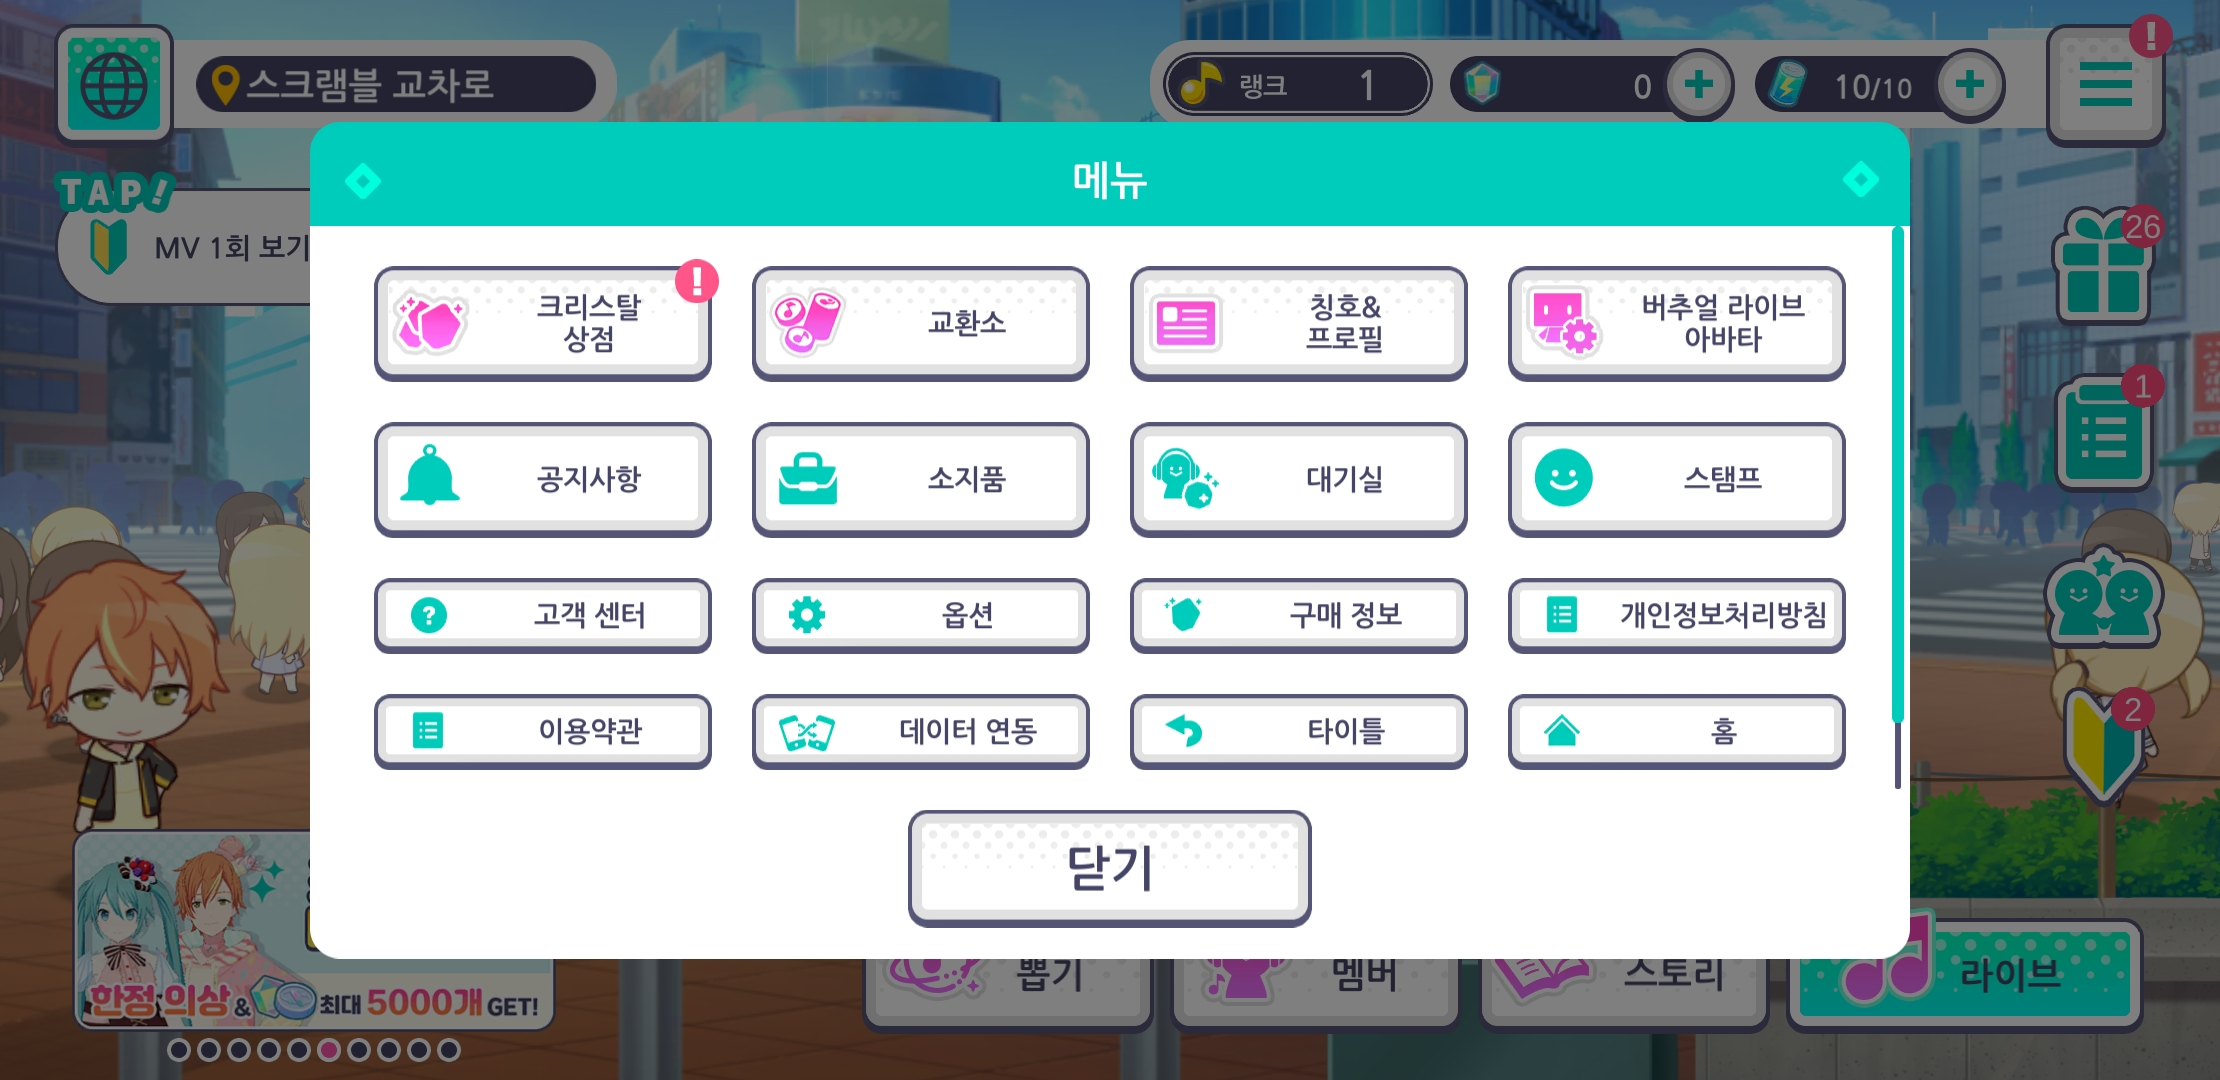 스크램블 교차로
랭크 1
0
10/10
!
TAP!
MV 1회 보기
메뉴
크리스탈
상점
!
교환소
칭호&
프로필
버추얼 라이브
아바타
공지사항
소지품
대기실
스탬프
고객 센터
옵션
구매 정보
개인정보처리방침
이용약관
데이터 연동
타이틀
홈
닫기
26
1
2
한정 의상 & 최대 5000개 GET!
뽑기
멤버
스토리
라이브